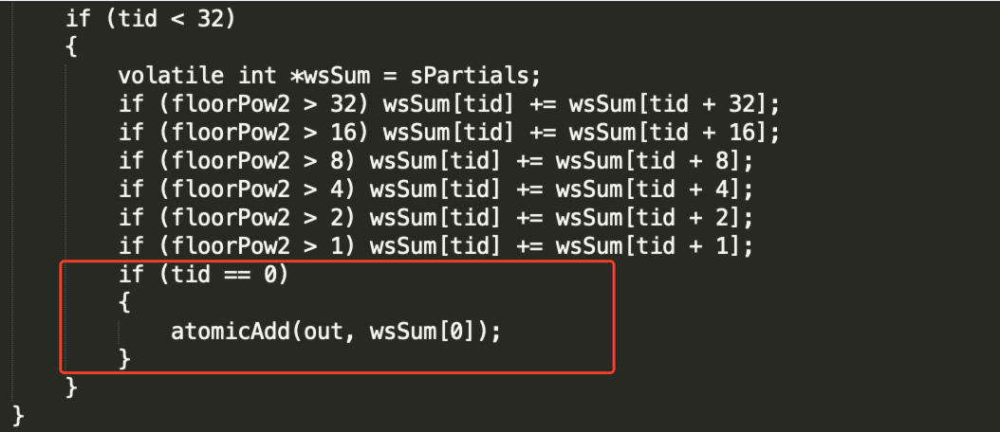 if (tid < 32)
{
volatile int *wsSum = sPartials;
if (floorPow2 > 32) wsSum[tid] += wsSum[tid + 32];
if (floorPow2 > 16) wsSum[tid] += wsSum[tid + 16];
if (floorPow2 > 8) wsSum[tid] += wsSum[tid + 8];
if (floorPow2 > 4) wsSum[tid] += wsSum[tid + 4];
if (floorPow2 > 2) wsSum[tid] += wsSum[tid + 2];
if (floorPow2 > 1) wsSum[tid] += wsSum[tid + 1];
if (tid == 0)
{
atomicAdd(out, wsSum[0]);
}
}
}